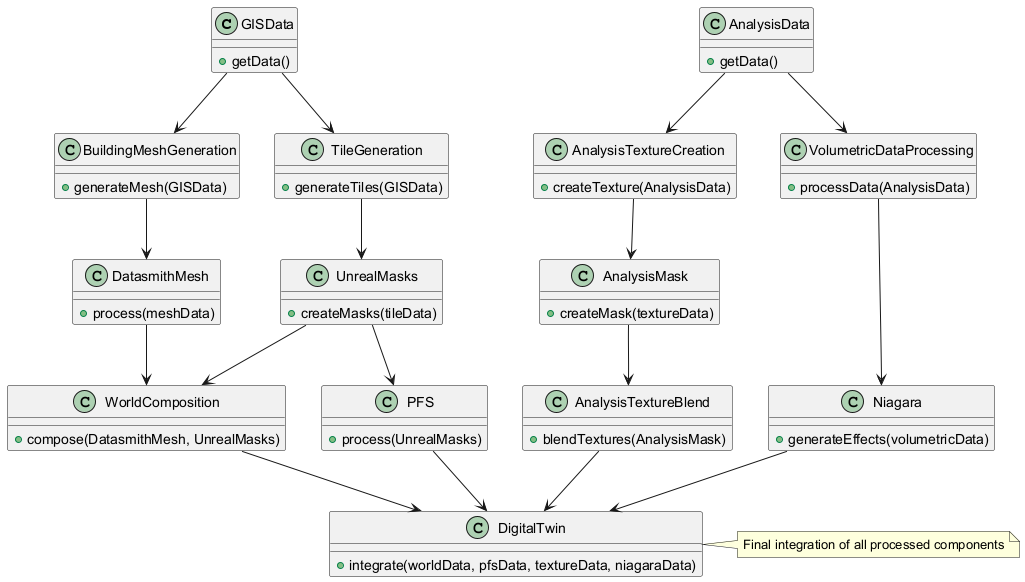 C GISData
getData()
C AnalysisData
getData()
C BuildingMeshGeneration
generateMesh(GISData)
C TileGeneration
generateTiles(GISData)
C AnalysisTextureCreation
createTexture(AnalysisData)
C VolumetricDataProcessing
processData(AnalysisData)
C DatasmithMesh
process(meshData)
C UnrealMasks
createMasks(tileData)
C AnalysisMask
createMask(textureData)
C WorldComposition
compose(DatasmithMesh, UnrealMasks)
C PFS
process(UnrealMasks)
C AnalysisTextureBlend
blendTextures(AnalysisMask)
C Niagara
generateEffects(volumetricData)
C DigitalTwin
integrate(worldData, pfsData, textureData, niagaraData)
Final integration of all processed components